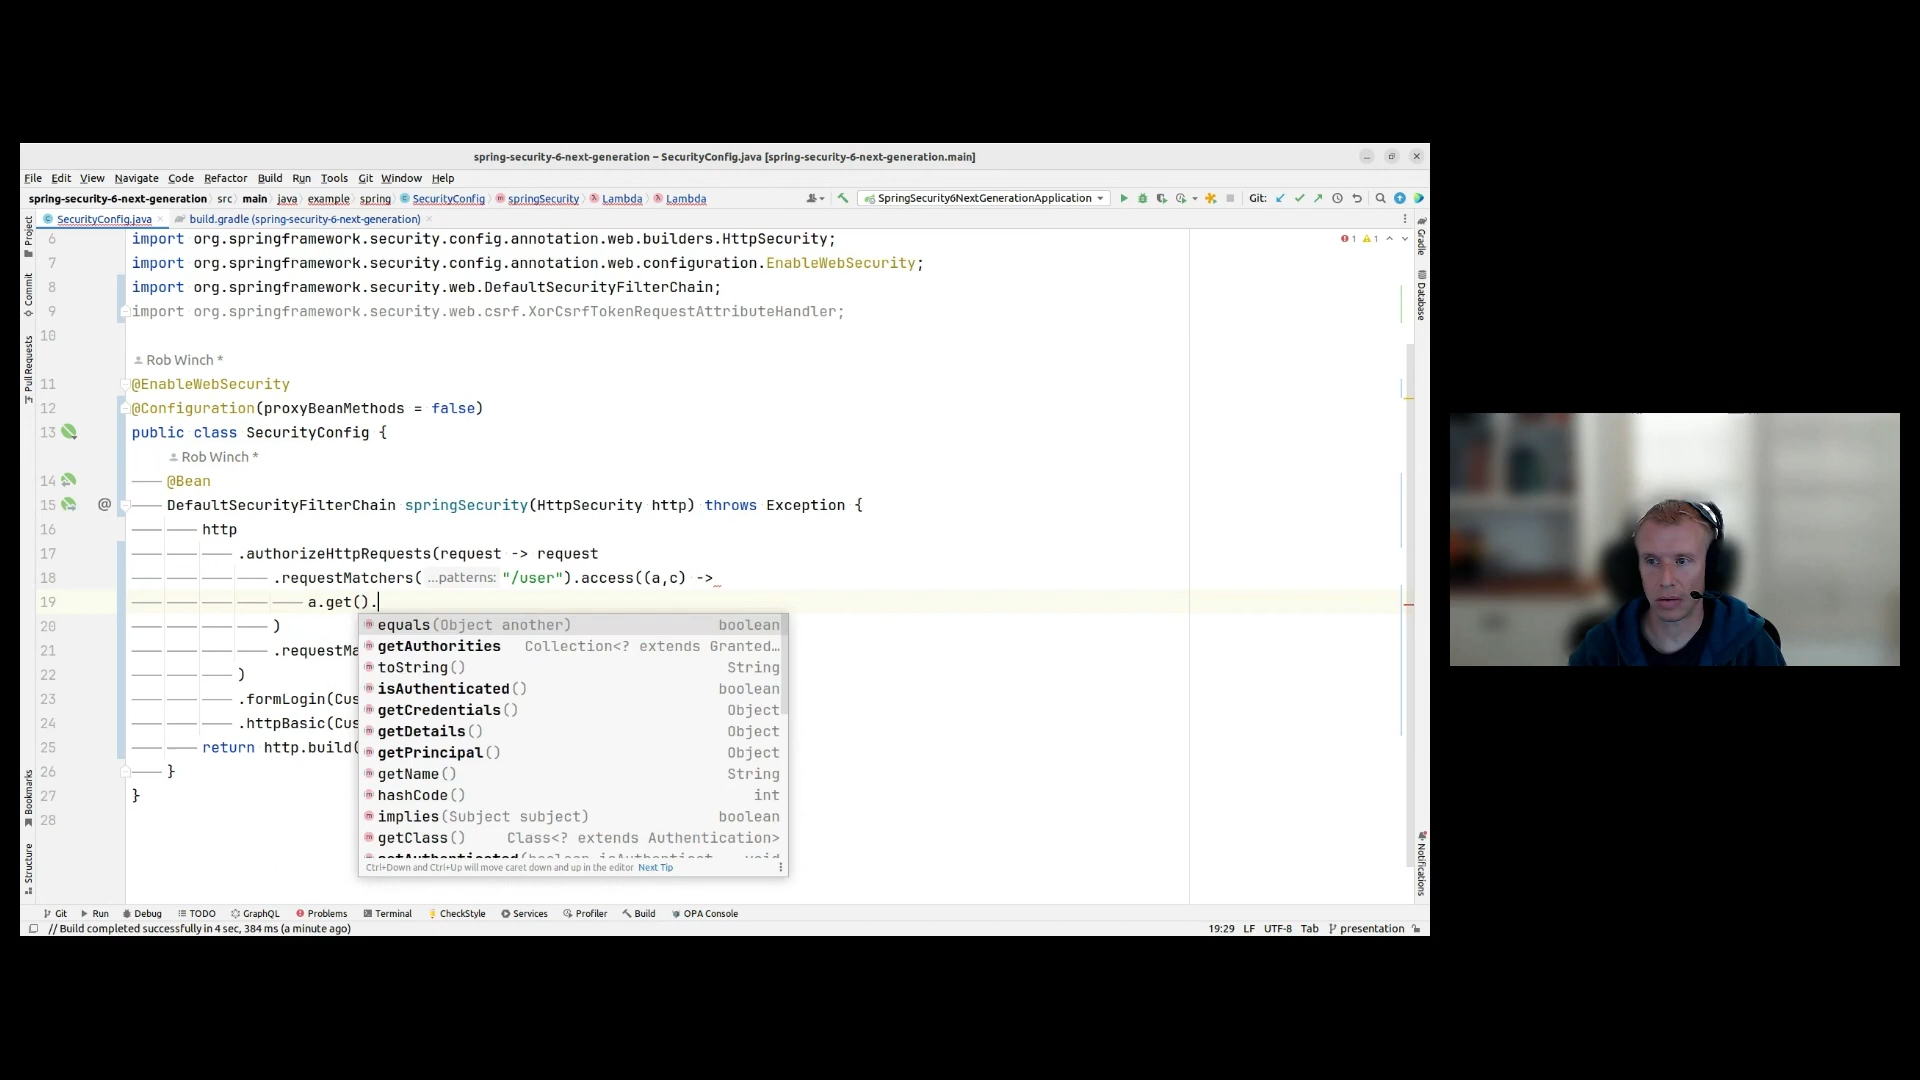 spring-security-6-next-generation – SecurityConfig.java [spring-security-6-next-generation.main]
File Edit View Navigate Code Refactor Build Run Tools Git Window Help
spring-security-6-next-generation src main java example spring SecurityConfig springSecurity Lambda Lambda SpringSecurity6NextGenerationApplication Git:
SecurityConfig.java build.gradle (spring-security-6-next-generation)
Project
Commit
Pull Requests
Bookmarks
Structure
6 import org.springframework.security.config.annotation.web.builders.HttpSecurity; 1 1
7 import org.springframework.security.config.annotation.web.configuration.EnableWebSecurity;
8 import org.springframework.security.web.DefaultSecurityFilterChain;
9 import org.springframework.security.web.csrf.XorCsrfTokenRequestAttributeHandler;
10
Rob Winch *
11 @EnableWebSecurity
12 @Configuration(proxyBeanMethods = false)
13 public class SecurityConfig {
Rob Winch *
14 @Bean
15 @ DefaultSecurityFilterChain springSecurity(HttpSecurity http) throws Exception {
16 http
17 .authorizeHttpRequests(request -> request
18 .requestMatchers( ...patterns: "/user").access((a,c) ->
19 a.get().
20 )
21 .requestMa
22 )
23 .formLogin(Cus
24 .httpBasic(Cus
25 return http.build(
26 }
27 }
28
equals(Object another) boolean
getAuthorities Collection<? extends Granted…
toString() String
isAuthenticated() boolean
getCredentials() Object
getDetails() Object
getPrincipal() Object
getName() String
hashCode() int
implies(Subject subject) boolean
getClass() Class<? extends Authentication>
Ctrl+Down and Ctrl+Up will move caret down and up in the editor Next Tip
Gradle
Database
Notifications
Git Run Debug TODO GraphQL Problems Terminal CheckStyle Services Profiler Build OPA Console
// Build completed successfully in 4 sec, 384 ms (a minute ago) 19:29 LF UTF-8 Tab presentation